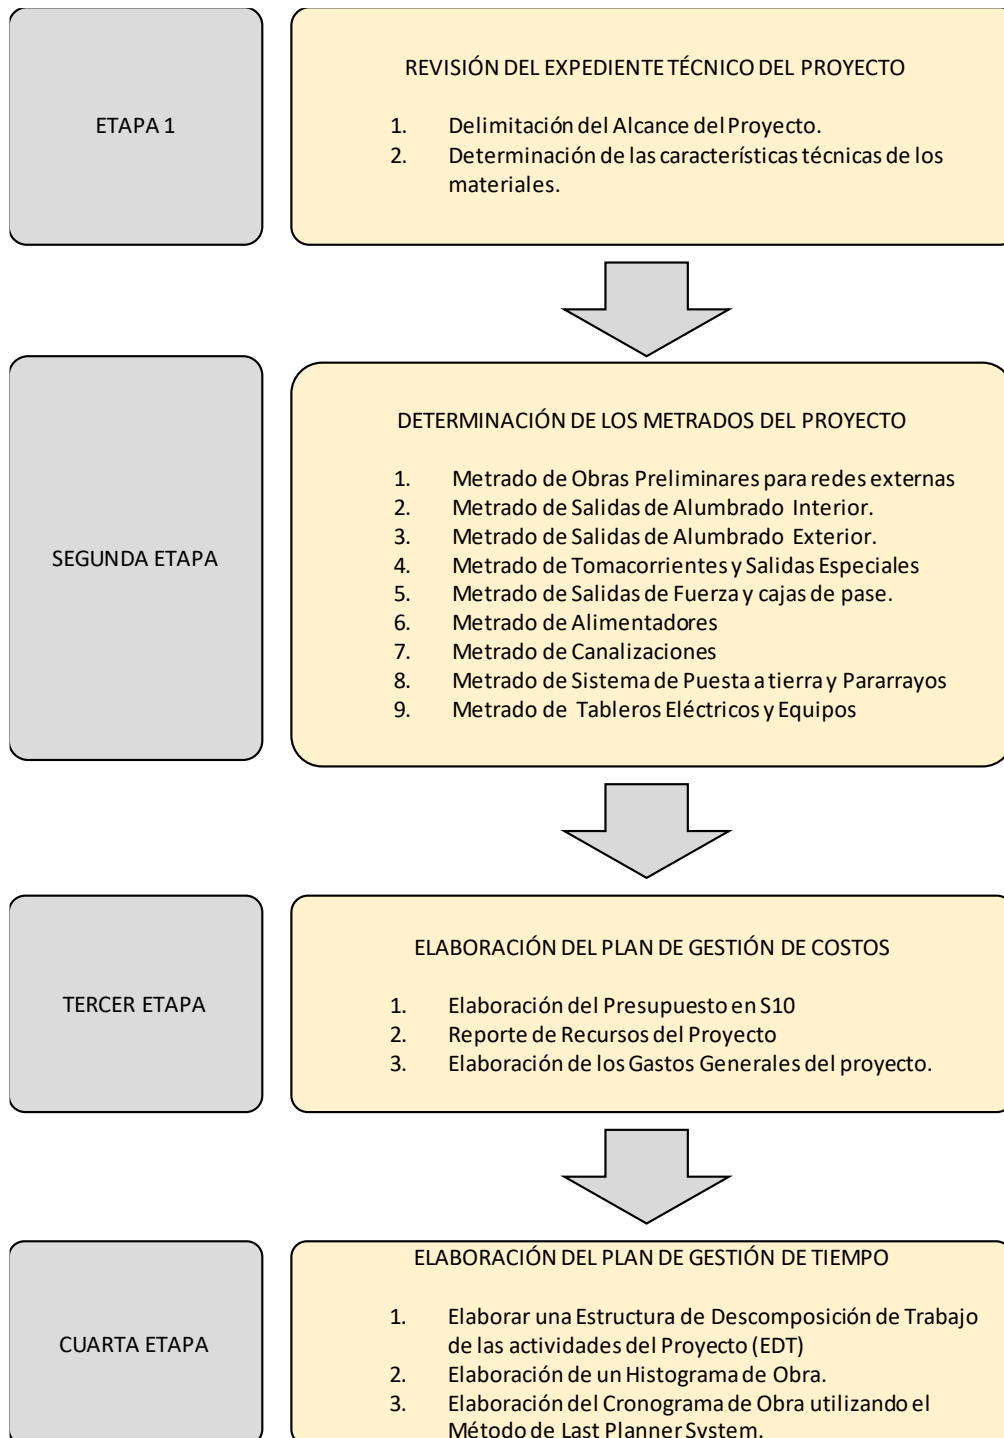 ETAPA 1
REVISIÓN DEL EXPEDIENTE TÉCNICO DEL PROYECTO
1. Delimitación del Alcance del Proyecto.
2. Determinación de las características técnicas de los
materiales.
SEGUNDA ETAPA
DETERMINACIÓN DE LOS METRADOS DEL PROYECTO
1. Metrado de Obras Preliminares para redes externas
2. Metrado de Salidas de Alumbrado Interior.
3. Metrado de Salidas de Alumbrado Exterior.
4. Metrado de Tomacorrientes y Salidas Especiales
5. Metrado de Salidas de Fuerza y cajas de pase.
6. Metrado de Alimentadores
7. Metrado de Canalizaciones
8. Metrado de Sistema de Puesta a tierra y Pararrayos
9. Metrado de Tableros Eléctricos y Equipos
TERCER ETAPA
ELABORACIÓN DEL PLAN DE GESTIÓN DE COSTOS
1. Elaboración del Presupuesto en S10
2. Reporte de Recursos del Proyecto
3. Elaboración de los Gastos Generales del proyecto.
CUARTA ETAPA
ELABORACIÓN DEL PLAN DE GESTIÓN DE TIEMPO
1. Elaborar una Estructura de Descomposición de Trabajo
de las actividades del Proyecto (EDT)
2. Elaboración de un Histograma de Obra.
3. Elaboración del Cronograma de Obra utilizando el
Método de Last Planner System.